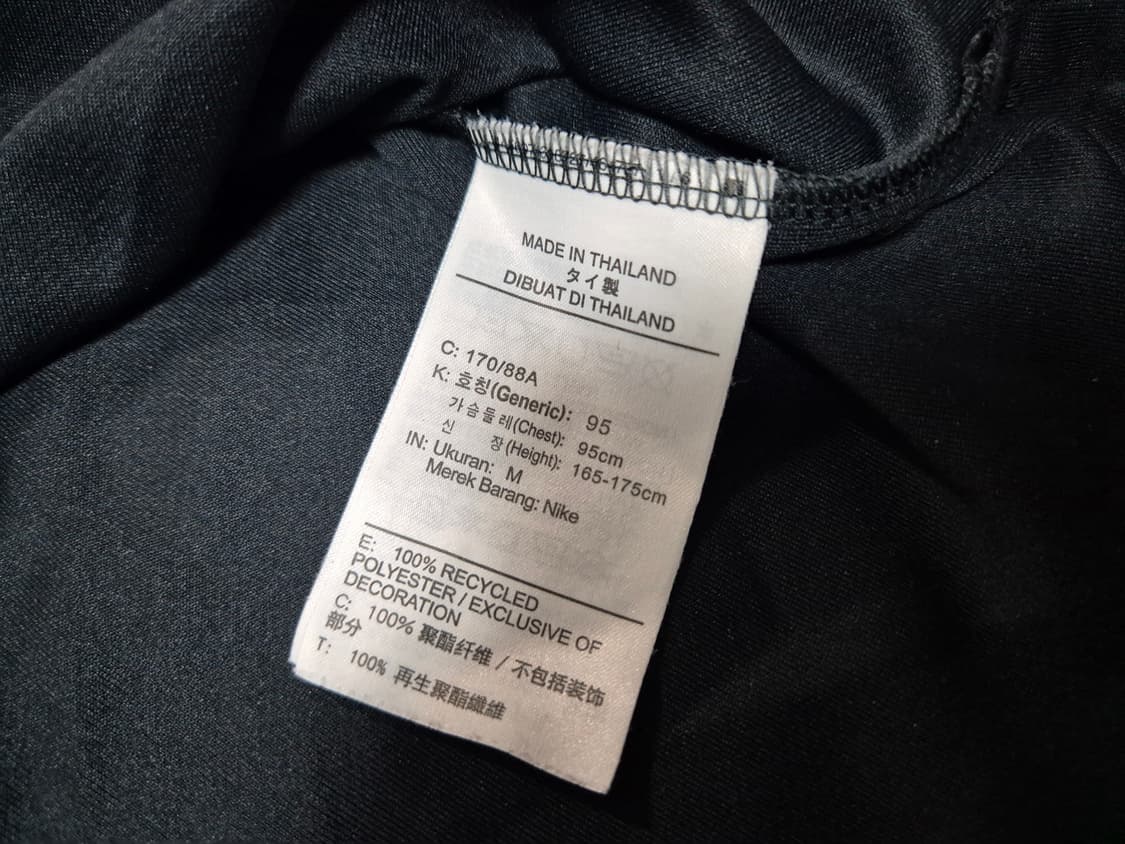 MADE IN THAILAND
タイ製
DIBUAT DI THAILAND
C: 170/88A
K: 호칭(Generic): 95
가슴둘레(Chest): 95cm
신 장(Height): 165-175cm
IN: Ukuran: M
Merek Barang: Nike
E: 100% RECYCLED
POLYESTER / EXCLUSIVE OF
DECORATION
C: 100% 聚酯纤维 / 不包括装饰
部分
T: 100% 再生聚酯纖維